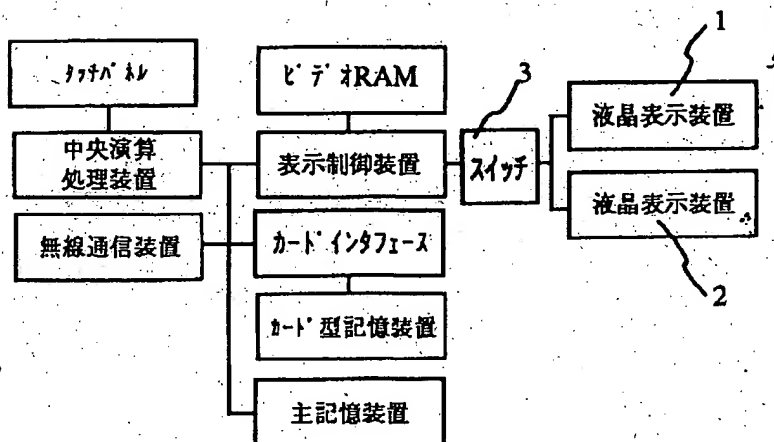 タッチパネル
ビデオRAM
3
1
中央演算
処理装置
表示制御装置
スイッチ
液晶表示装置
液晶表示装置
2
無線通信装置
カードインタフェース
カード型記憶装置
主記憶装置